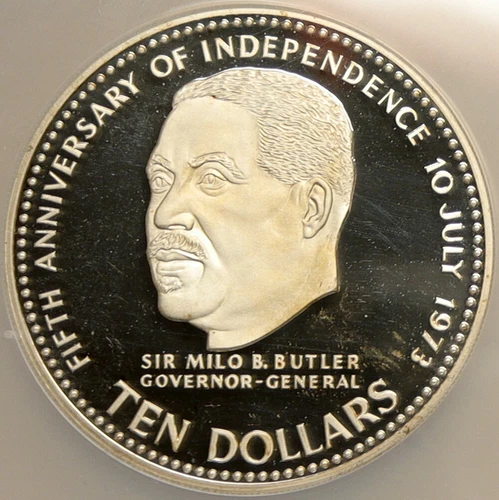 FIFTH ANNIVERSARY OF INDEPENDENCE 10 JULY 1973
SIR MILO B. BUTLER
GOVERNOR-GENERAL
TEN DOLLARS